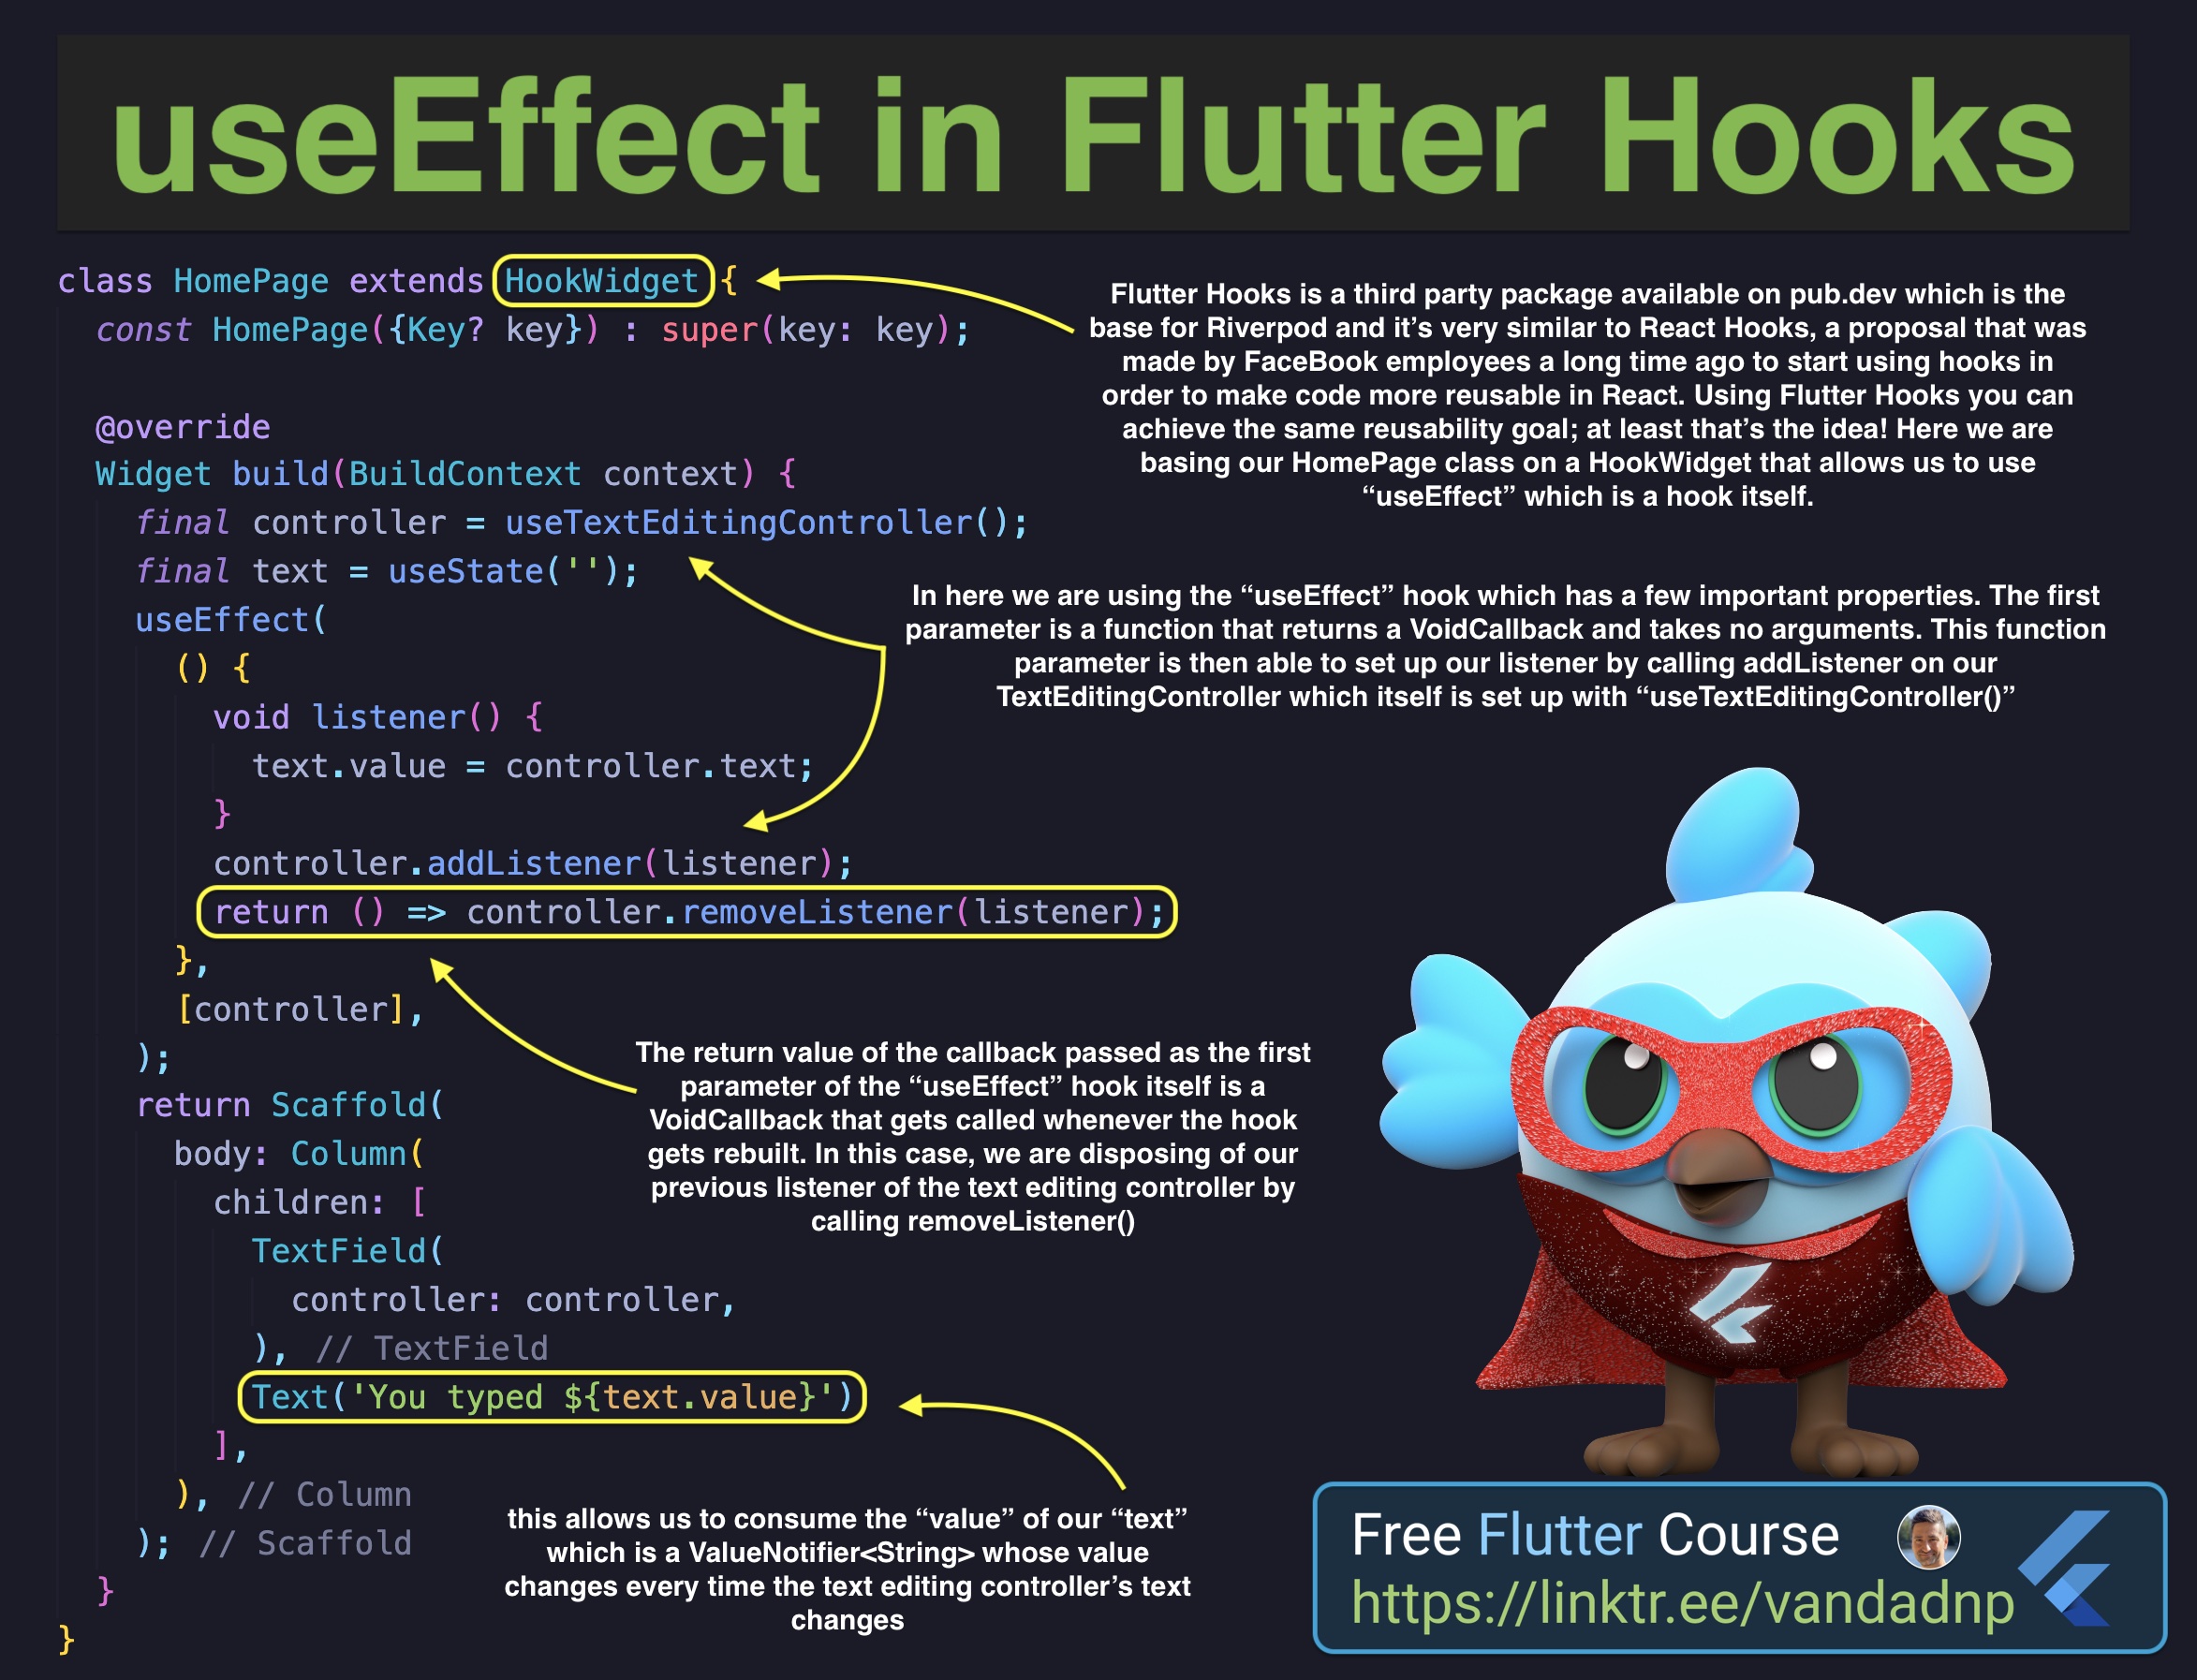 useEffect in Flutter Hooks
class HomePage extends HookWidget {
const HomePage({Key? key}) : super(key: key);
@override
Widget build(BuildContext context) {
final controller = useTextEditingController();
final text = useState('');
useEffect(
() {
void listener() {
text.value = controller.text;
}
controller.addListener(listener);
return () => controller.removeListener(listener);
},
[controller],
);
return Scaffold(
body: Column(
children: [
TextField(
controller: controller,
), // TextField
Text('You typed ${text.value}')
],
), // Column
); // Scaffold
}
}
Flutter Hooks is a third party package available on pub.dev which is the
base for Riverpod and it’s very similar to React Hooks, a proposal that was
made by FaceBook employees a long time ago to start using hooks in
order to make code more reusable in React. Using Flutter Hooks you can
achieve the same reusability goal; at least that’s the idea! Here we are
basing our HomePage class on a HookWidget that allows us to use
“useEffect” which is a hook itself.
In here we are using the “useEffect” hook which has a few important properties. The first
parameter is a function that returns a VoidCallback and takes no arguments. This function
parameter is then able to set up our listener by calling addListener on our
TextEditingController which itself is set up with “useTextEditingController()”
The return value of the callback passed as the first
parameter of the “useEffect” hook itself is a
VoidCallback that gets called whenever the hook
gets rebuilt. In this case, we are disposing of our
previous listener of the text editing controller by
calling removeListener()
this allows us to consume the “value” of our “text”
which is a ValueNotifier<String> whose value
changes every time the text editing controller’s text
changes
Free Flutter Course
https://linktr.ee/vandadnp